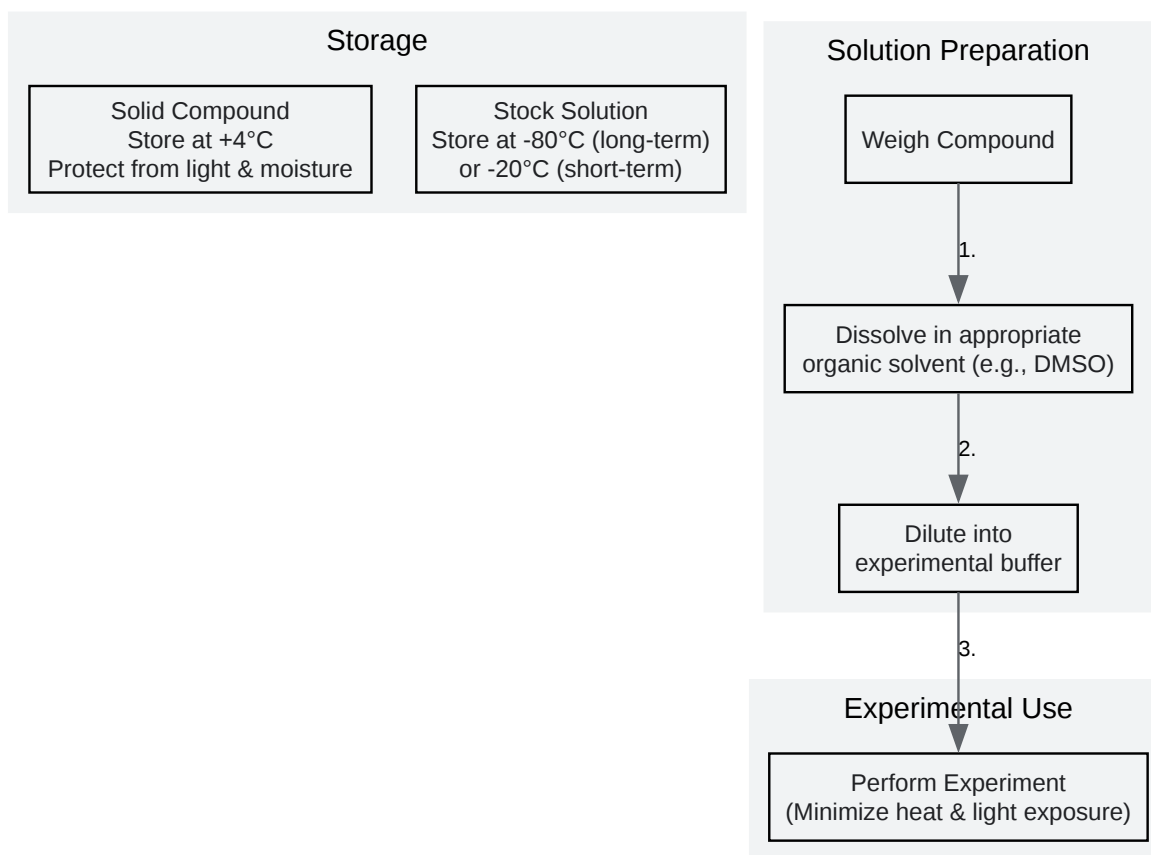 Storage
Solid Compound
Store at +4°C
Protect from light & moisture
Stock Solution
Store at -80°C (long-term)
or -20°C (short-term)
Solution Preparation
Weigh Compound
1.
Dissolve in appropriate
organic solvent (e.g., DMSO)
2.
Dilute into
experimental buffer
3.
Experimental Use
Perform Experiment
(Minimize heat & light exposure)